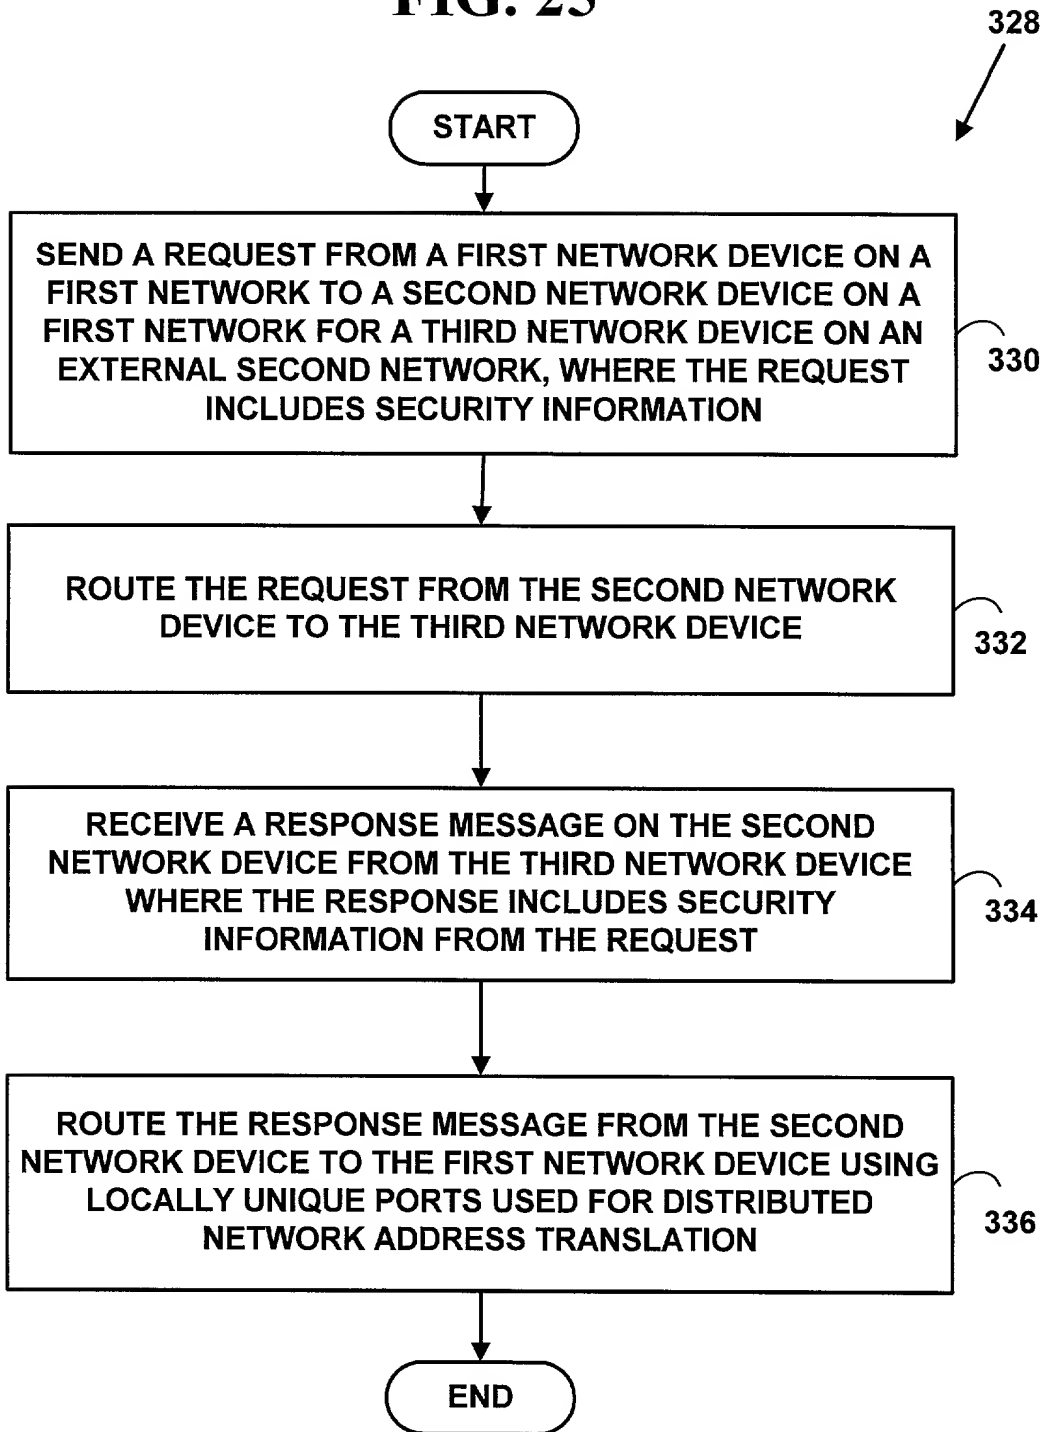 FIG. 25
328
START
SEND A REQUEST FROM A FIRST NETWORK DEVICE ON A
FIRST NETWORK TO A SECOND NETWORK DEVICE ON A
FIRST NETWORK FOR A THIRD NETWORK DEVICE ON AN
EXTERNAL SECOND NETWORK, WHERE THE REQUEST
INCLUDES SECURITY INFORMATION
330
ROUTE THE REQUEST FROM THE SECOND NETWORK
DEVICE TO THE THIRD NETWORK DEVICE
332
RECEIVE A RESPONSE MESSAGE ON THE SECOND
NETWORK DEVICE FROM THE THIRD NETWORK DEVICE
WHERE THE RESPONSE INCLUDES SECURITY
INFORMATION FROM THE REQUEST
334
ROUTE THE RESPONSE MESSAGE FROM THE SECOND
NETWORK DEVICE TO THE FIRST NETWORK DEVICE USING
LOCALLY UNIQUE PORTS USED FOR DISTRIBUTED
NETWORK ADDRESS TRANSLATION
336
END